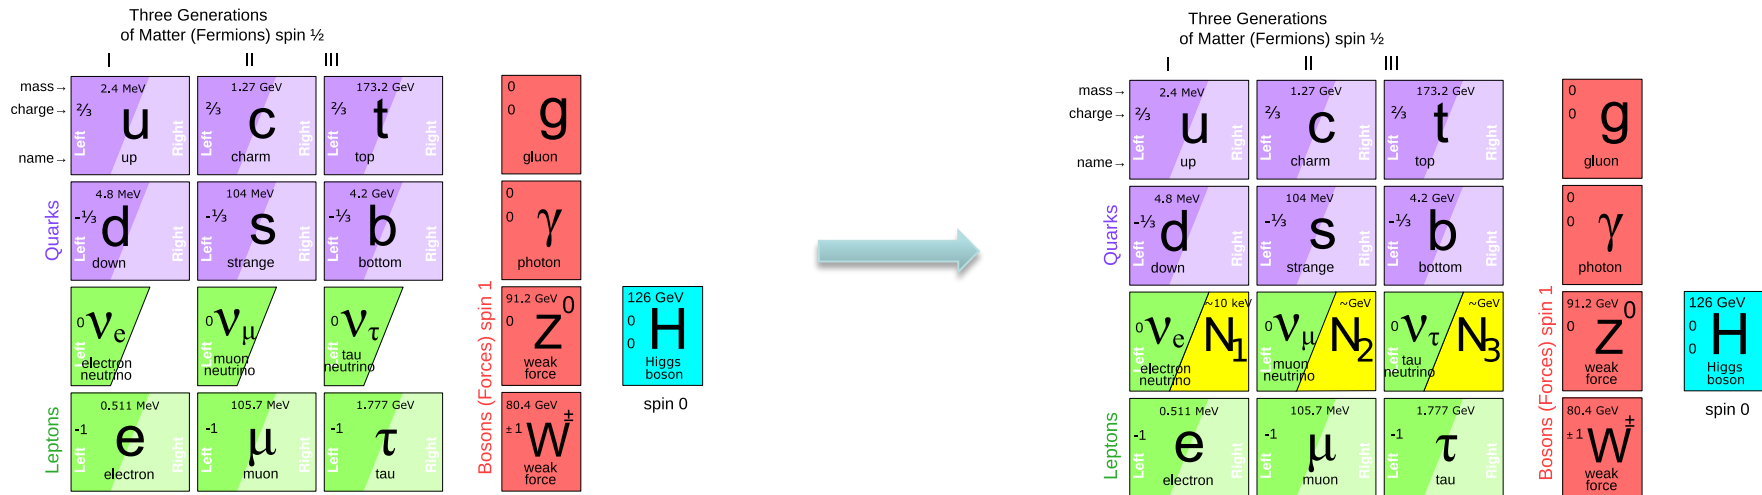 Three Generations
of Matter (Fermions) spin ½
I II III
mass→ 2.4 MeV 1.27 GeV 173.2 GeV 0
charge→ ⅔ ⅔ ⅔ 0
u c t g
Left Right Left Right Left Right
name→ up charm top gluon
4.8 MeV 104 MeV 4.2 GeV 0
-⅓ -⅓ -⅓ 0
d s b γ
Left Right Left Right Left Right
down strange bottom photon
Quarks
91.2 GeV 126 GeV
0 νe 0 νμ 0 ντ 0 Z0 0 H
0
Left Left Left
electron muon tau weak Higgs
neutrino neutrino neutrino force boson
spin 0
0.511 MeV 105.7 MeV 1.777 GeV 80.4 GeV
-1 -1 -1 ±1
e μ τ W±
Left Right Left Right Left Right
electron muon tau weak
force
Leptons
Bosons (Forces) spin 1
Three Generations
of Matter (Fermions) spin ½
I II III
mass→ 2.4 MeV 1.27 GeV 173.2 GeV 0
charge→ ⅔ ⅔ ⅔ 0
u c t g
Left Right Left Right Left Right
name→ up charm top gluon
4.8 MeV 104 MeV 4.2 GeV 0
-⅓ -⅓ -⅓ 0
d s b γ
Left Right Left Right Left Right
down strange bottom photon
Quarks
~10 keV ~GeV ~GeV 91.2 GeV 126 GeV
0 νe N1 0 νμ N2 0 ντ N3 0 Z0 0 H
0
Left Left Left
electron muon tau weak Higgs
neutrino neutrino neutrino force boson
spin 0
0.511 MeV 105.7 MeV 1.777 GeV 80.4 GeV
-1 -1 -1 ±1
e μ τ W±
Left Right Left Right Left Right
electron muon tau weak
force
Leptons
Bosons (Forces) spin 1